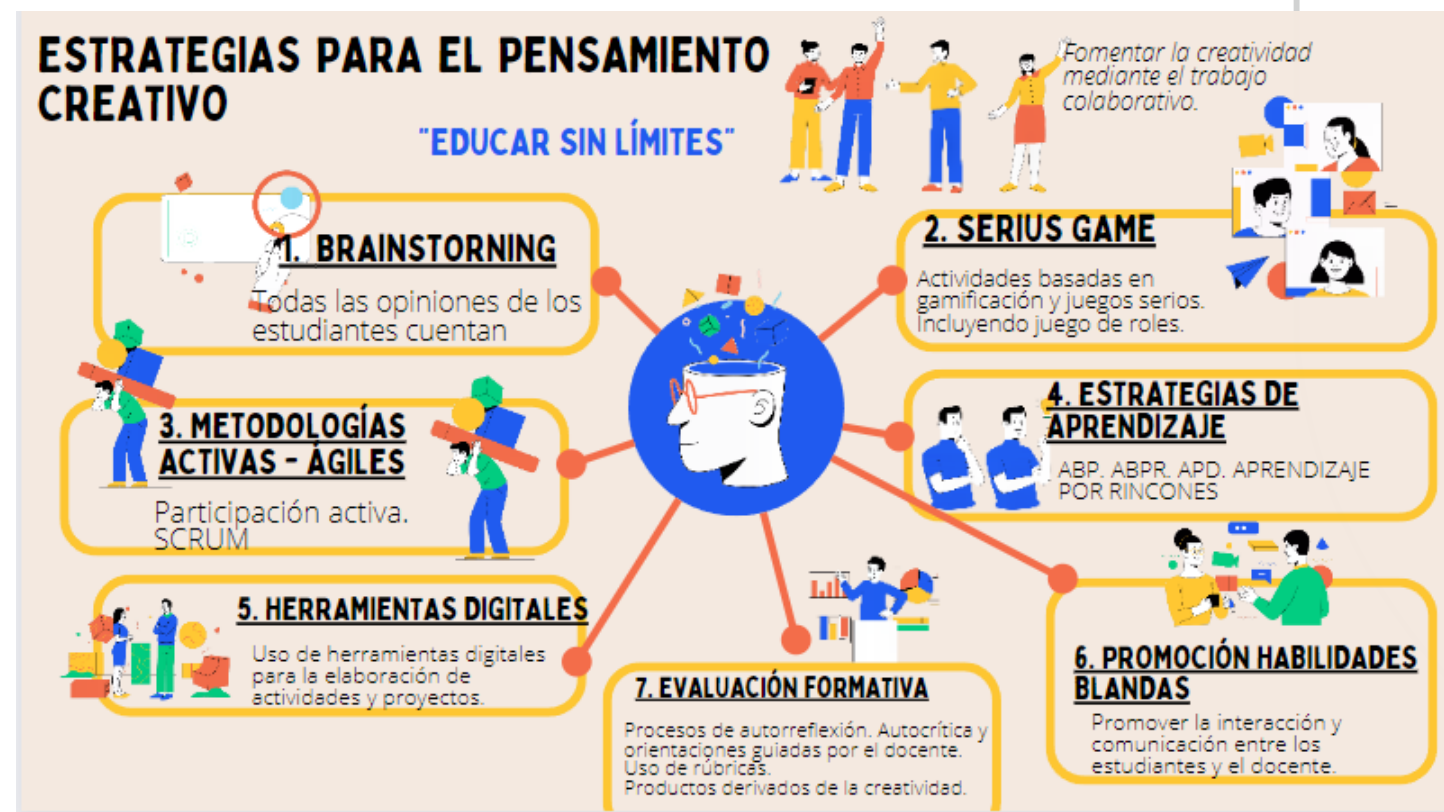 ESTRATEGIAS PARA EL PENSAMIENTO
CREATIVO
"EDUCAR SIN LÍMITES"
Fomentar la creatividad
mediante el trabajo
colaborativo.
1. BRAINSTORNING
Todas las opiniones de los
estudiantes cuentan
2. SERIUS GAME
Actividades basadas en
gamificación y juegos serios.
Incluyendo juego de roles.
3. METODOLOGÍAS
ACTIVAS - ÁGILES
Participación activa.
SCRUM
4. ESTRATEGIAS DE
APRENDIZAJE
ABP. ABPR. APD. APRENDIZAJE
POR RINCONES
5. HERRAMIENTAS DIGITALES
Uso de herramientas digitales
para la elaboración de
actividades y proyectos.
6. PROMOCIÓN HABILIDADES
BLANDAS
Promover la interacción y
comunicación entre los
estudiantes y el docente.
7. EVALUACIÓN FORMATIVA
Procesos de autorreflexión. Autocrítica y
orientaciones guiadas por el docente.
Uso de rúbricas.
Productos derivados de la creatividad.